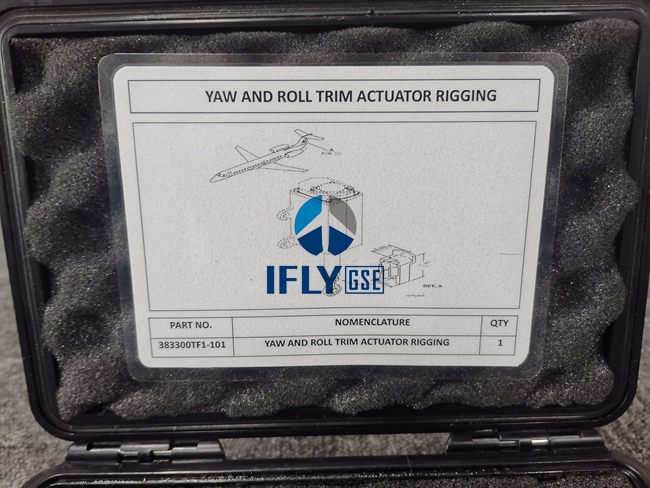 YAW AND ROLL TRIM ACTUATOR RIGGING
A
IFLY GSE
DET. A
PART NO. NOMENCLATURE QTY
383300TF1-101 YAW AND ROLL TRIM ACTUATOR RIGGING 1